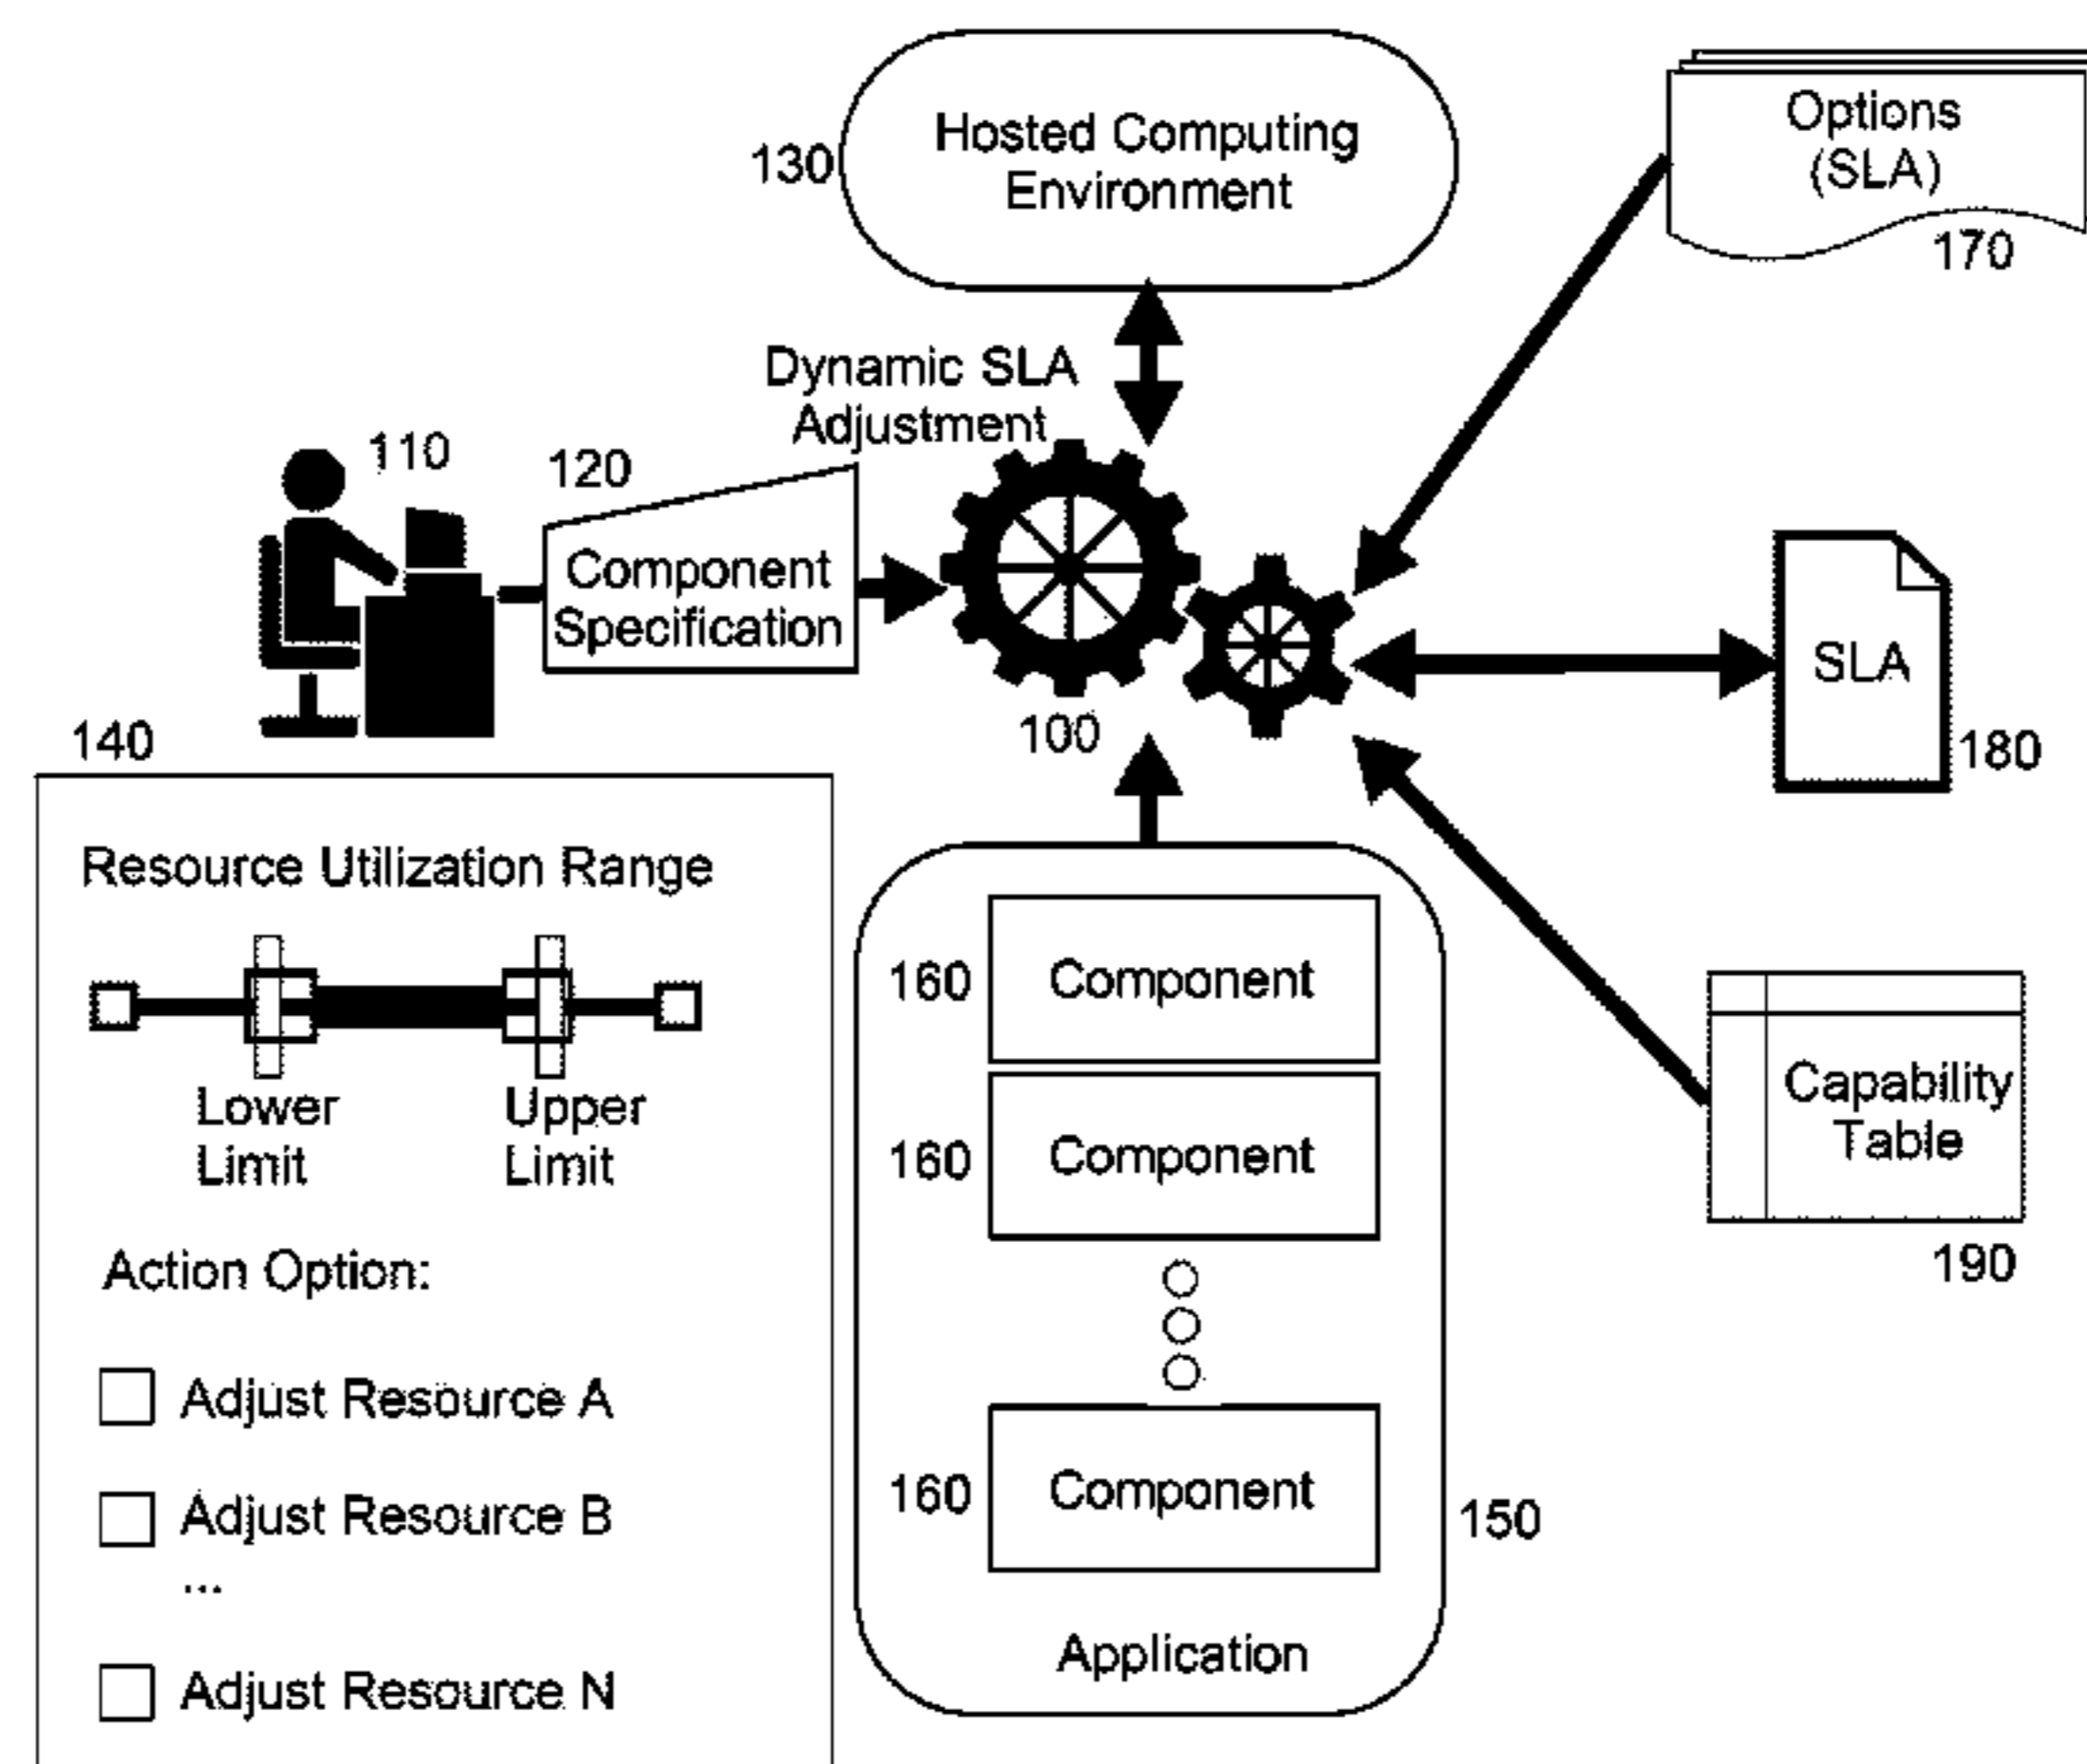 Hosted Computing
Environment
130
Options
(SLA)
170
Dynamic SLA
Adjustment
110
120
Component
Specification
100
SLA
180
140
Resource Utilization Range
Lower
Limit
Upper
Limit
Action Option:
Adjust Resource A
Adjust Resource B
...
Adjust Resource N
160
Component
160
Component
160
Component
150
Application
Capability
Table
190